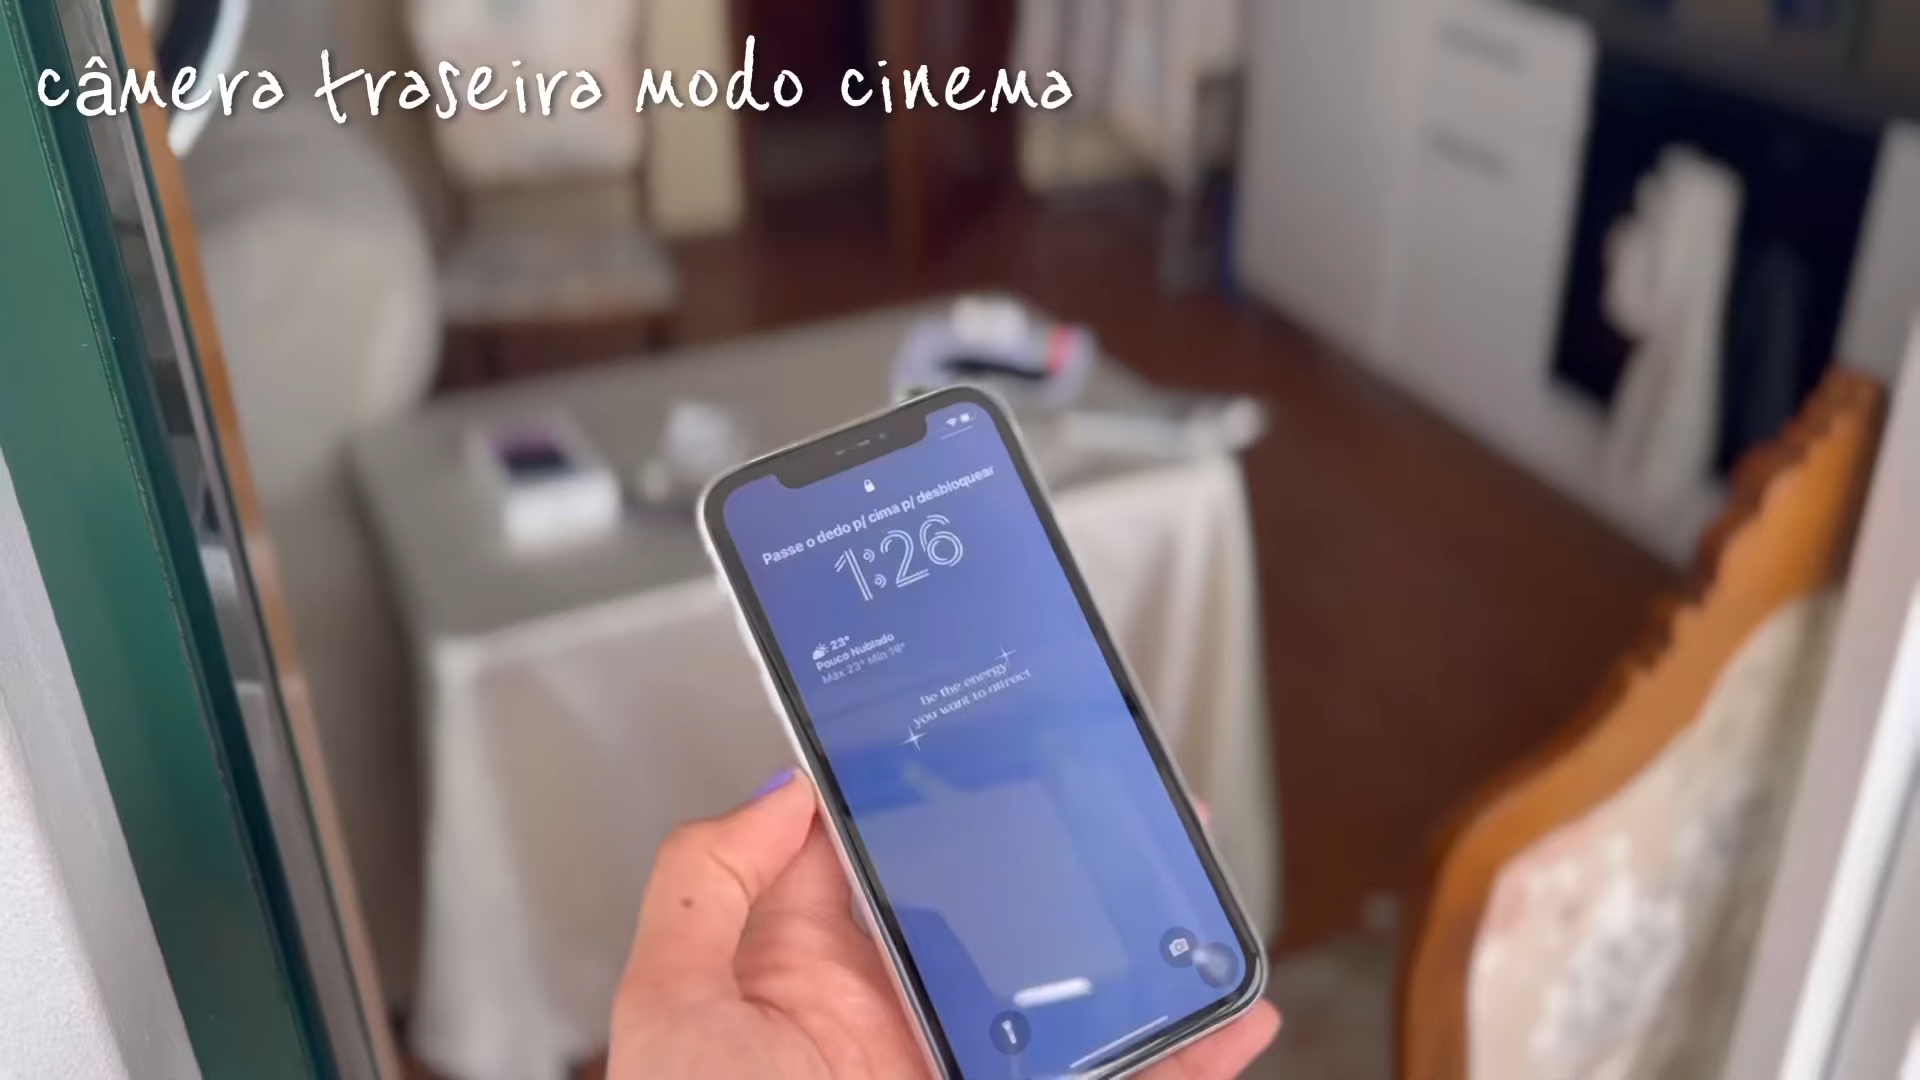 câmera traseira modo cinema
Passe o dedo p/ cima p/ desbloquear
1:26
23°
Pouco Nublado
Máx 23° Mín 16°
Be the energy
you want to attract